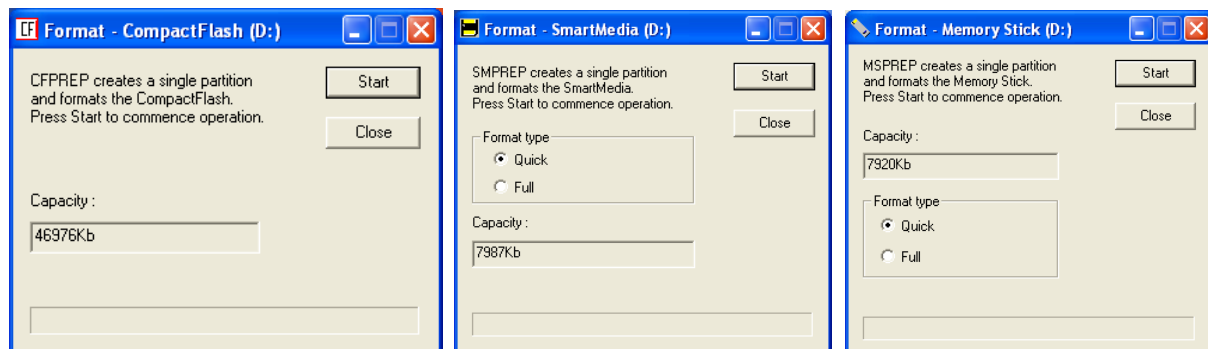 CF Format - CompactFlash (D:)
CFPREP creates a single partition
and formats the CompactFlash.
Press Start to commence operation.
Start
Close
Capacity :
46976Kb
Format - SmartMedia (D:)
SMPREP creates a single partition
and formats the SmartMedia.
Press Start to commence operation.
Start
Close
Format type
Quick
Full
Capacity :
7987Kb
Format - Memory Stick (D:)
MSPREP creates a single partition
and formats the Memory Stick.
Press Start to commence operation.
Start
Close
Capacity :
7920Kb
Format type
Quick
Full